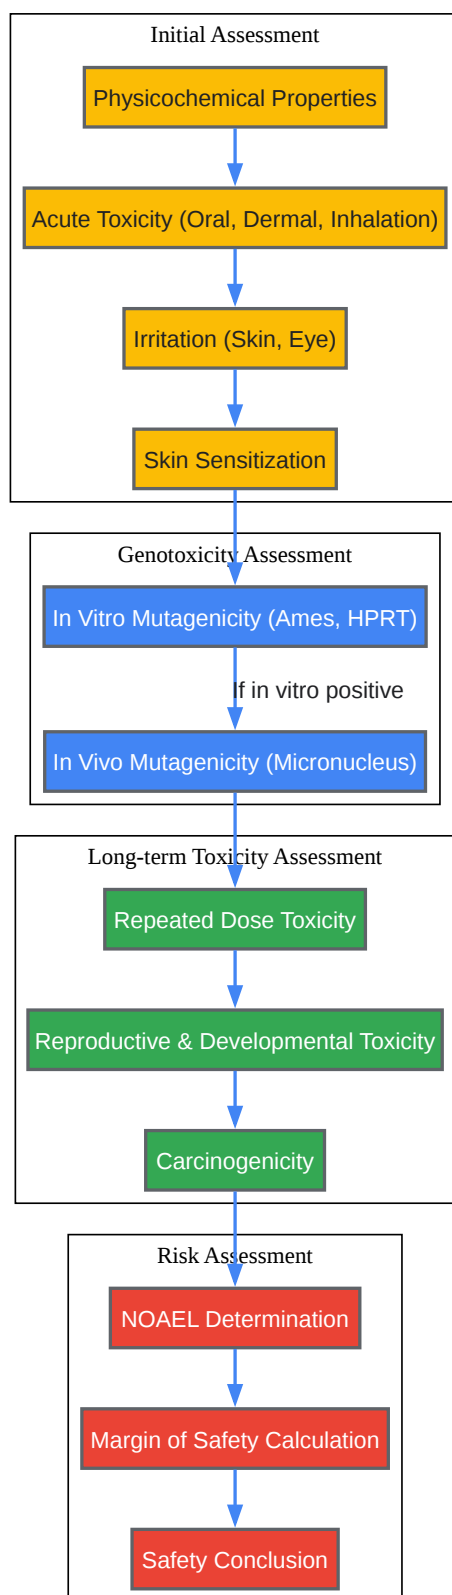 Initial Assessment
Physicochemical Properties
Acute Toxicity (Oral, Dermal, Inhalation)
Irritation (Skin, Eye)
Skin Sensitization
Genotoxicity Assessment
In Vitro Mutagenicity (Ames, HPRT)
If in vitro positive
In Vivo Mutagenicity (Micronucleus)
Long-term Toxicity Assessment
Repeated Dose Toxicity
Reproductive & Developmental Toxicity
Carcinogenicity
Risk Assessment
NOAEL Determination
Margin of Safety Calculation
Safety Conclusion